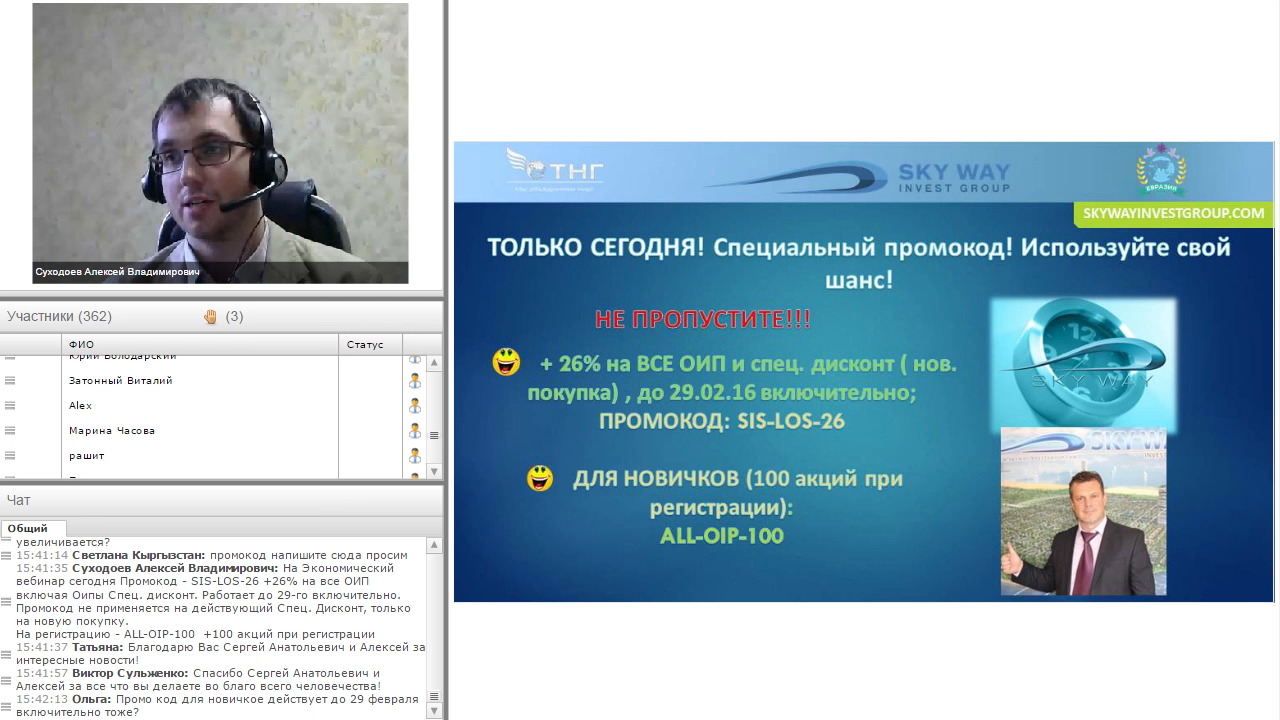 Суходоев Алексей Владимирович
Участники (362)
(3)
ФИО
Статус
Юрий Володарский
Затонный Виталий
Alex
Марина Часова
рашит
Чат
Общий
увеличивается?
15:41:14 Светлана Кыргызстан: промокод напишите сюда просим
15:41:35 Суходоев Алексей Владимирович: На Экономический
вебинар сегодня Промокод - SIS-LOS-26 +26% на все ОИП
включая Оипы Спец. дисконт. Работает до 29-го включительно.
Промокод не применяется на действующий Спец. Дисконт, только
на новую покупку.
На регистрацию - ALL-OIP-100 +100 акций при регистрации
15:41:37 Татьяна: Благодарю Вас Сергей Анатольевич и Алексей за
интересные новости!
15:41:57 Виктор Сульженко: Спасибо Сергей Анатольевич и
Алексей за все что вы делаете во благо всего человечества!
15:42:13 Ольга: Промо код для новичкое действует до 29 февраля
включительно тоже?
ТНГ
SKY WAY
INVEST GROUP
ЕВРАЗИЯ
SKYWAYINVESTGROUP.COM
ТОЛЬКО СЕГОДНЯ! Специальный промокод! Используйте свой
шанс!
НЕ ПРОПУСТИТЕ!!!
+ 26% на ВСЕ ОИП и спец. дисконт ( нов.
покупка) , до 29.02.16 включительно;
ПРОМОКОД: SIS-LOS-26
ДЛЯ НОВИЧКОВ (100 акций при
регистрации):
ALL-OIP-100
12
SKY WAY
SKY WAY